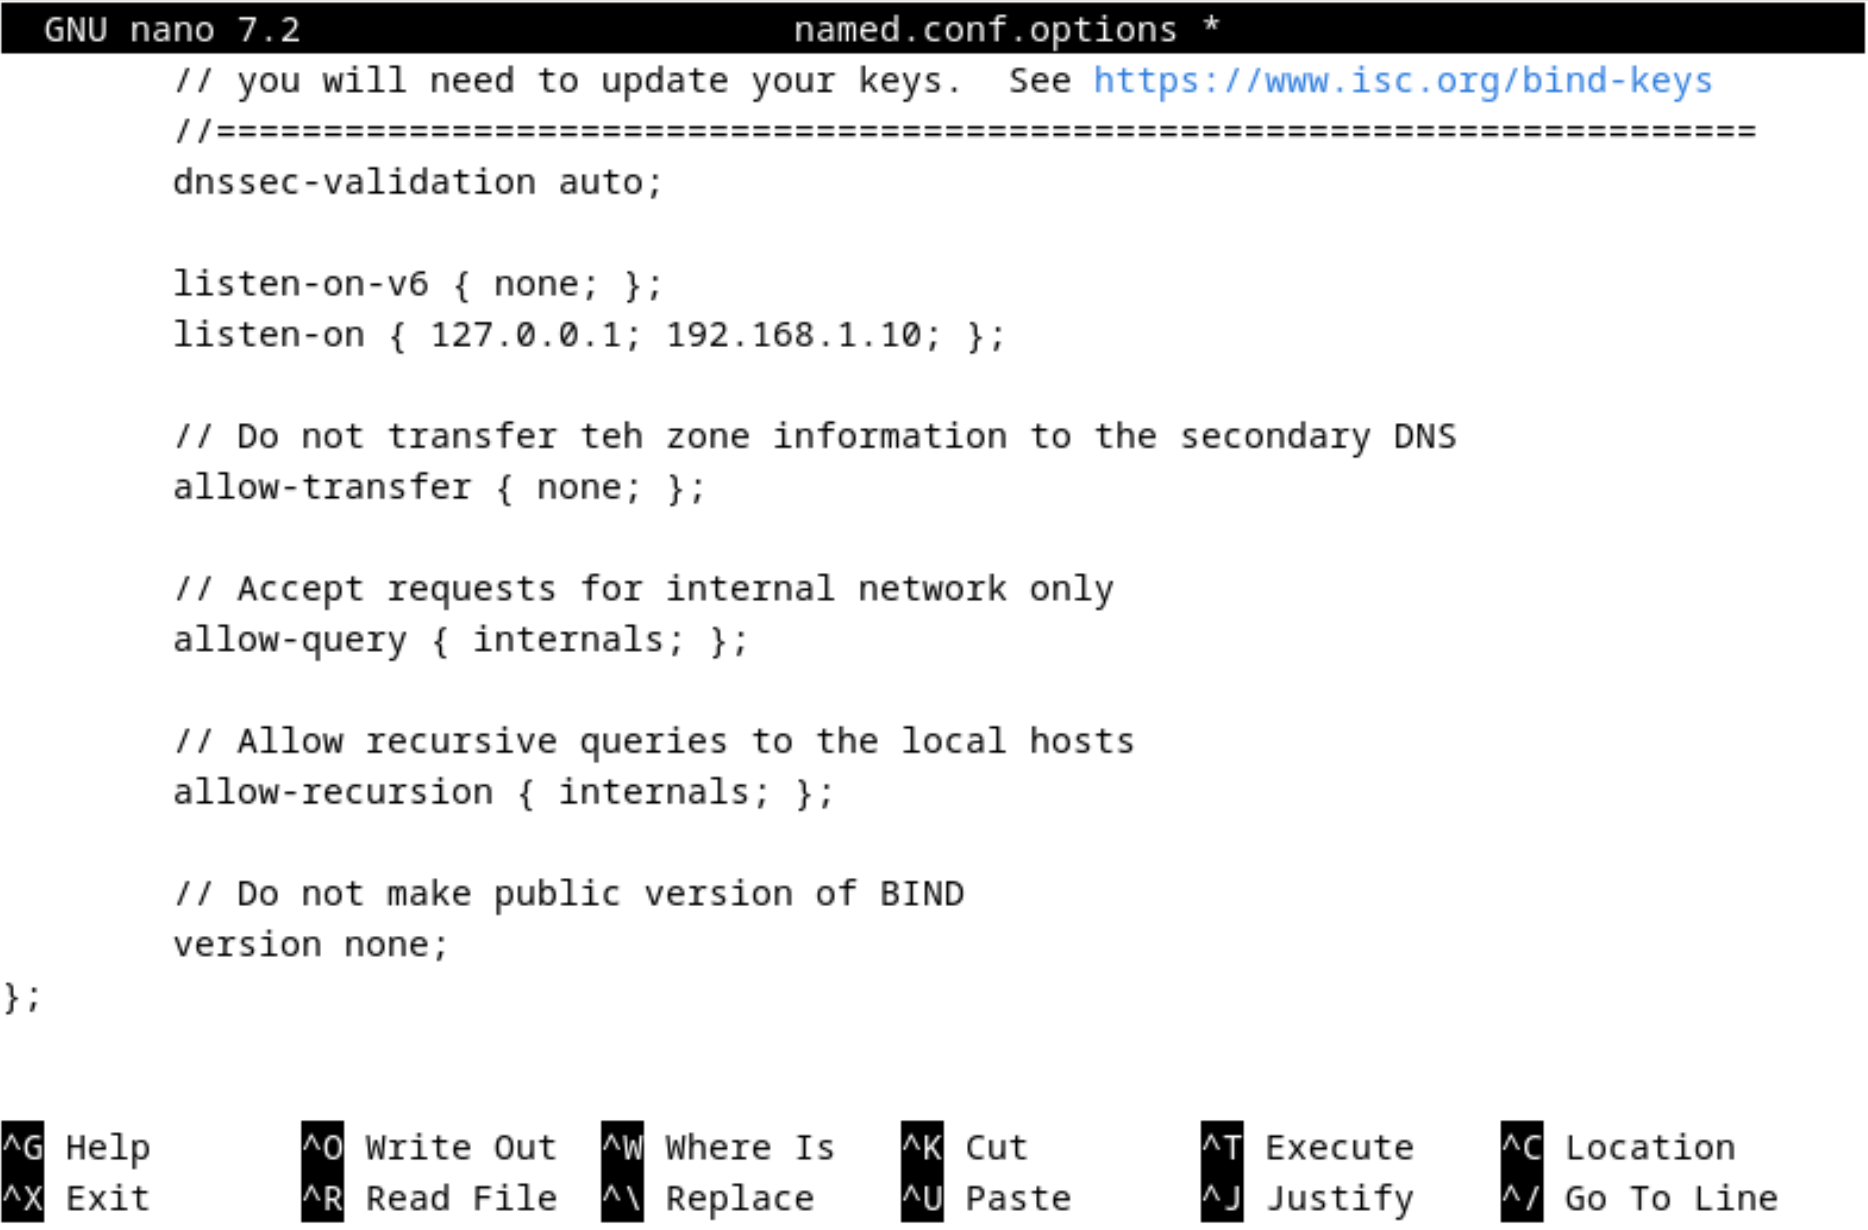 GNU nano 7.2 named.conf.options *
// you will need to update your keys.  See https://www.isc.org/bind-keys
//========================================================================
dnssec-validation auto;
listen-on-v6 { none; };
listen-on { 127.0.0.1; 192.168.1.10; };
// Do not transfer teh zone information to the secondary DNS
allow-transfer { none; };
// Accept requests for internal network only
allow-query { internals; };
// Allow recursive queries to the local hosts
allow-recursion { internals; };
// Do not make public version of BIND
version none;
};
^G Help ^O Write Out ^W Where Is ^K Cut ^T Execute ^C Location
^X Exit ^R Read File ^\ Replace ^U Paste ^J Justify ^/ Go To Line